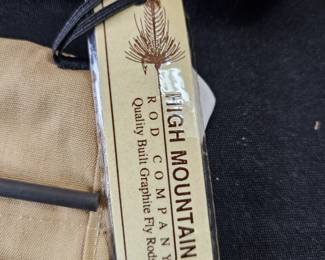 HIGH MOUNTAIN
ROD COMPANY
Quality Built Graphite Fly Rods